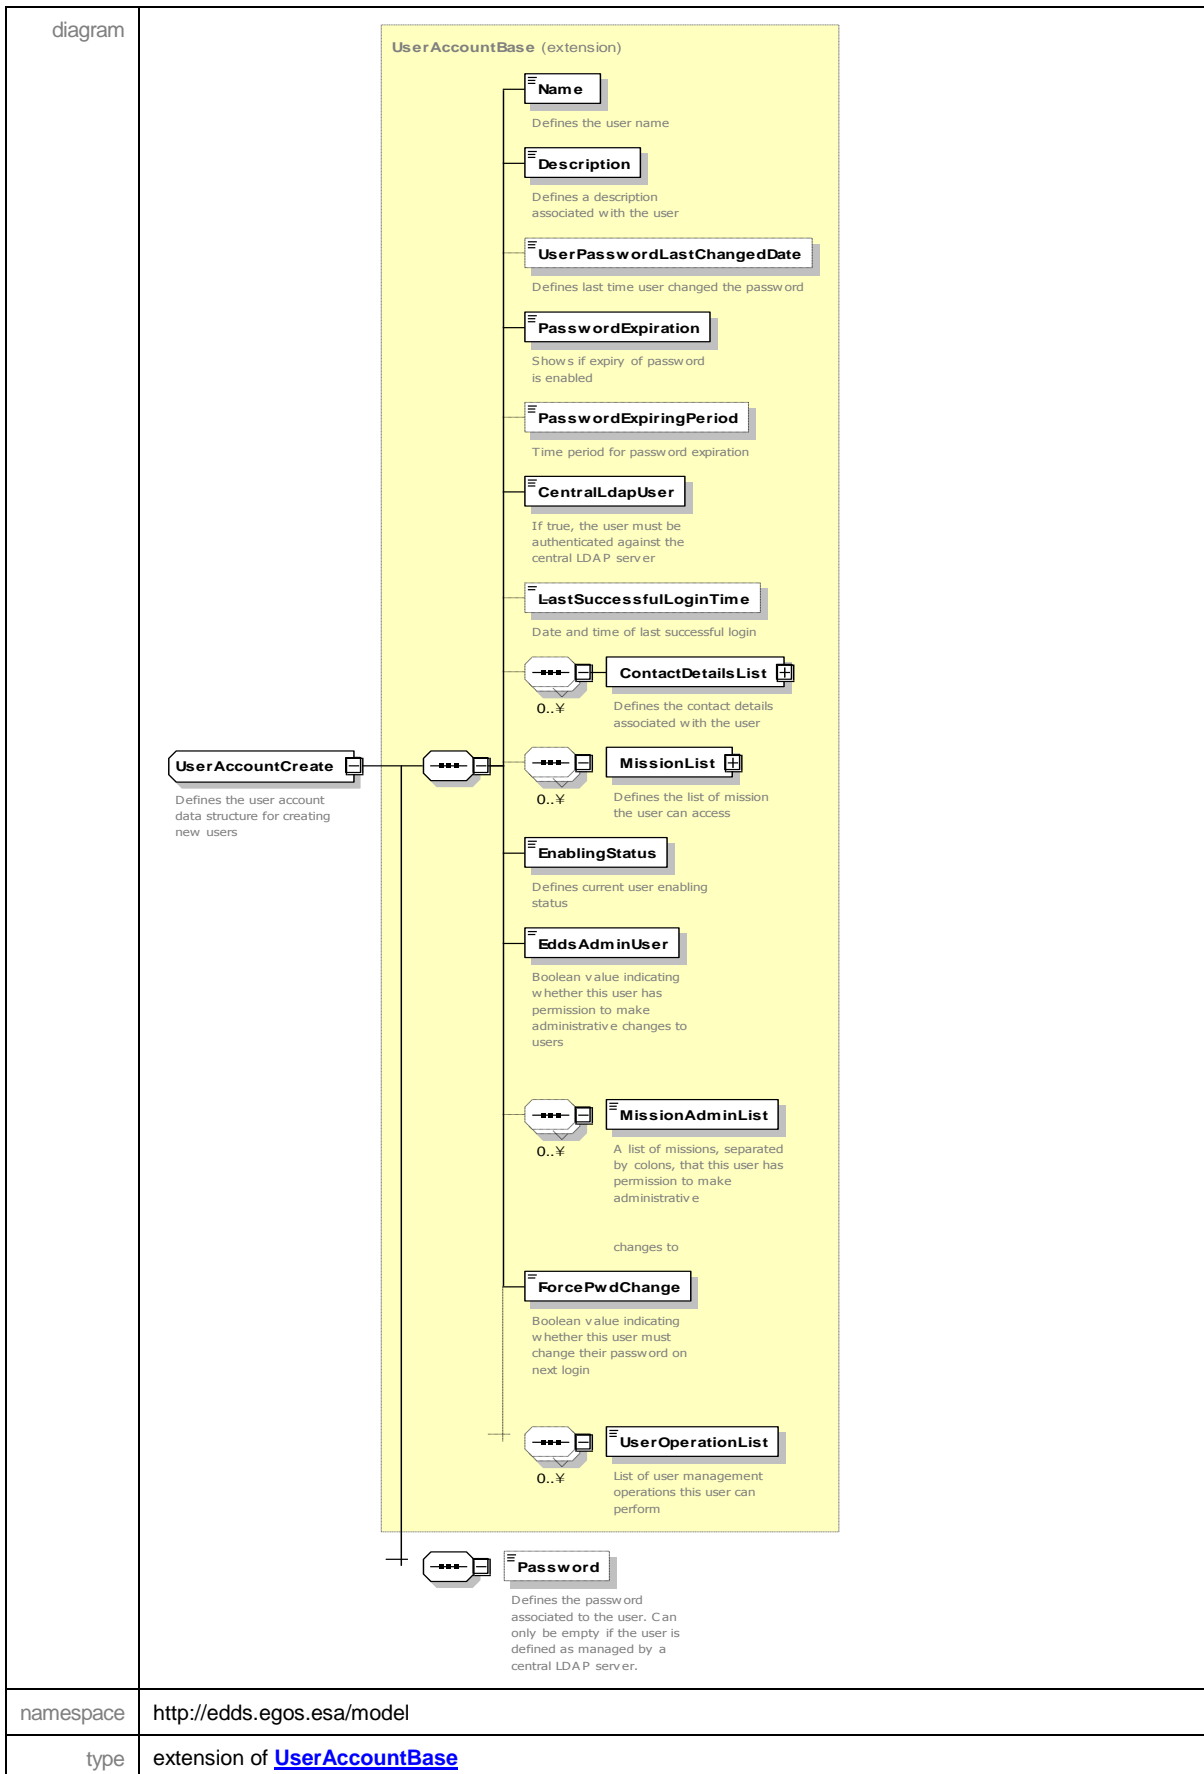 diagram
UserAccountBase (extension)
Name
Defines the user name
Description
Defines a description
associated with the user
UserPasswordLastChangedDate
Defines last time user changed the password
PasswordExpiration
Shows if expiry of password
is enabled
PasswordExpiringPeriod
Time period for password expiration
CentralLdapUser
If true, the user must be
authenticated against the
central LDAP server
LastSuccessfulLoginTime
Date and time of last successful login
ContactDetailsList
0..¥
Defines the contact details
associated with the user
UserAccountCreate
Defines the user account
data structure for creating
new users
MissionList
0..¥
Defines the list of mission
the user can access
EnablingStatus
Defines current user enabling
status
EddsAdminUser
Boolean value indicating
whether this user has
permission to make
administrative changes to
users
MissionAdminList
0..¥
A list of missions, separated
by colons, that this user has
permission to make
administrative
changes to
ForcePwdChange
Boolean value indicating
whether this user must
change their password on
next login
UserOperationList
0..¥
List of user management
operations this user can
perform
Password
Defines the password
associated to the user. Can
only be empty if the user is
defined as managed by a
central LDAP server.
namespace http://edds.egos.esa/model
type extension of UserAccountBase